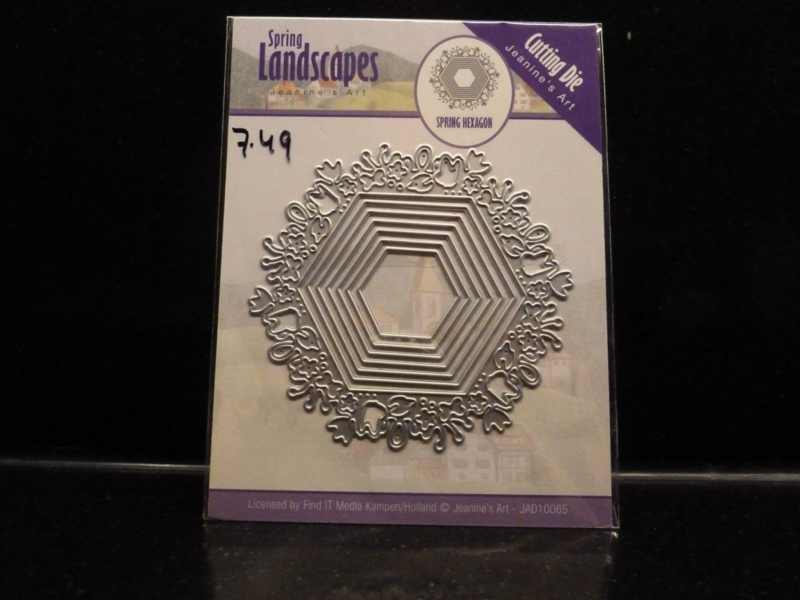 Spring
Landscapes
Jeanine's Art
Cutting Die
Jeanine's Art
SPRING HEXAGON
7.49
Licensed by Find IT Media Kampen/Holland © Jeanine's Art - JAD10065